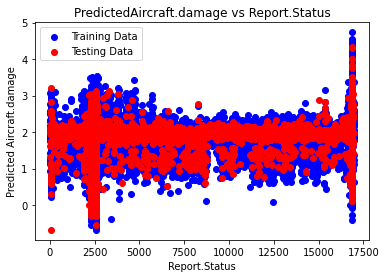 PredictedAircraft.damage vs Report.Status
Training Data
Testing Data
Predicted Aircraft.damage
5
4
3
2
1
0
0 2500 5000 7500 10000 12500 15000 17500
Report.Status